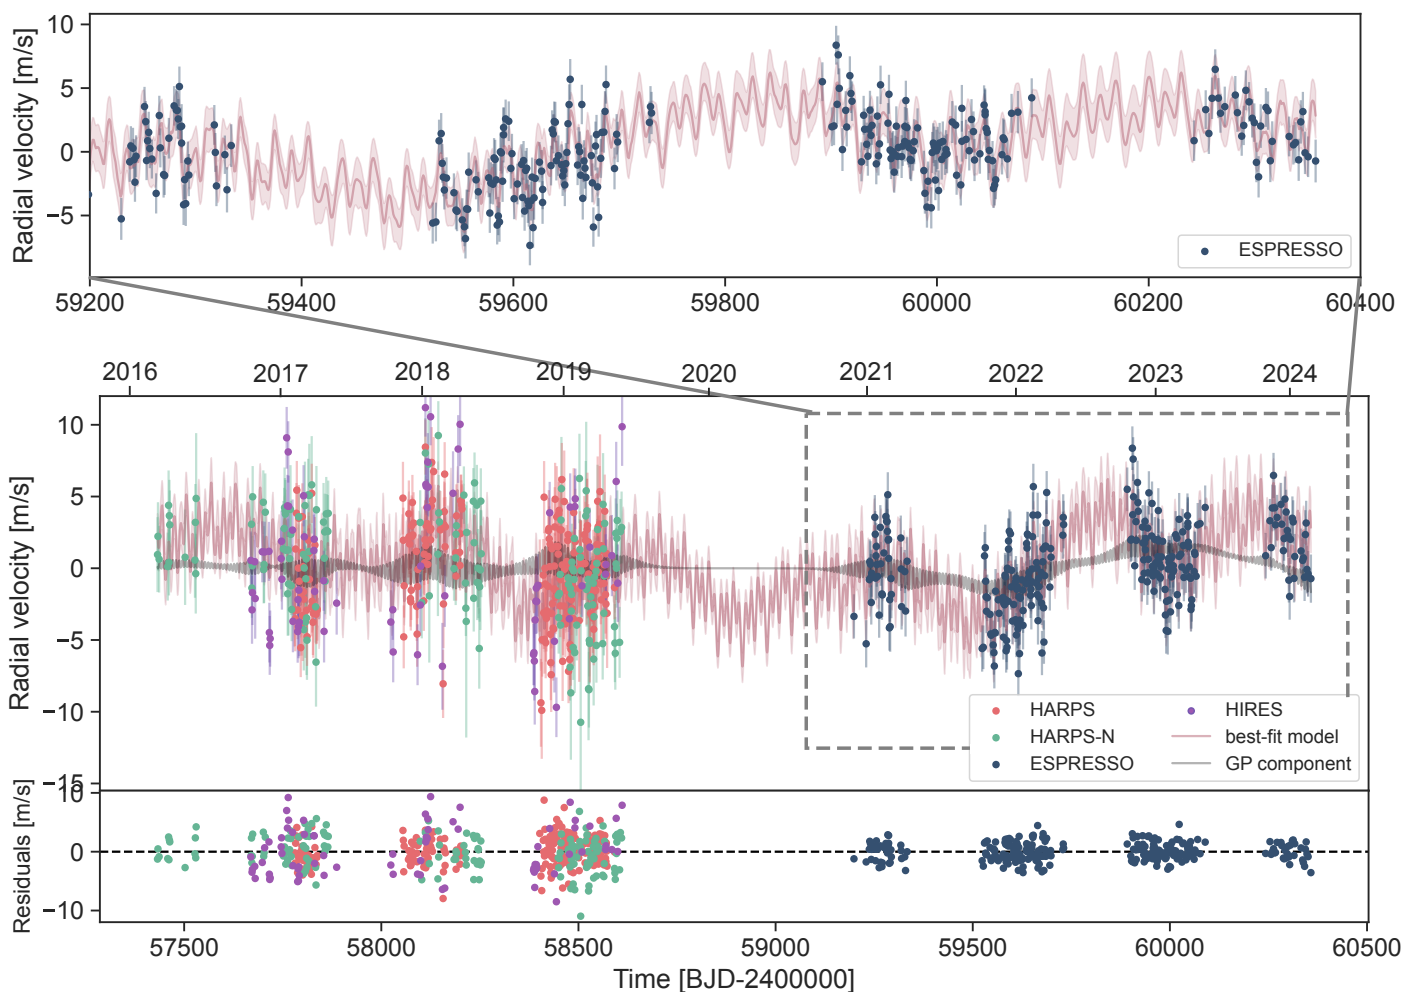 10
5
0
−5
Radial velocity [m/s]
ESPRESSO
59200 59400 59600 59800 60000 60200 60400
2016 2017 2018 2019 2020 2021 2022 2023 2024
10
5
0
−5
−10
−15
Radial velocity [m/s]
HARPS HIRES
HARPS-N best-fit model
ESPRESSO GP component
10
0
−10
Residuals [m/s]
57500 58000 58500 59000 59500 60000 60500
Time [BJD-2400000]